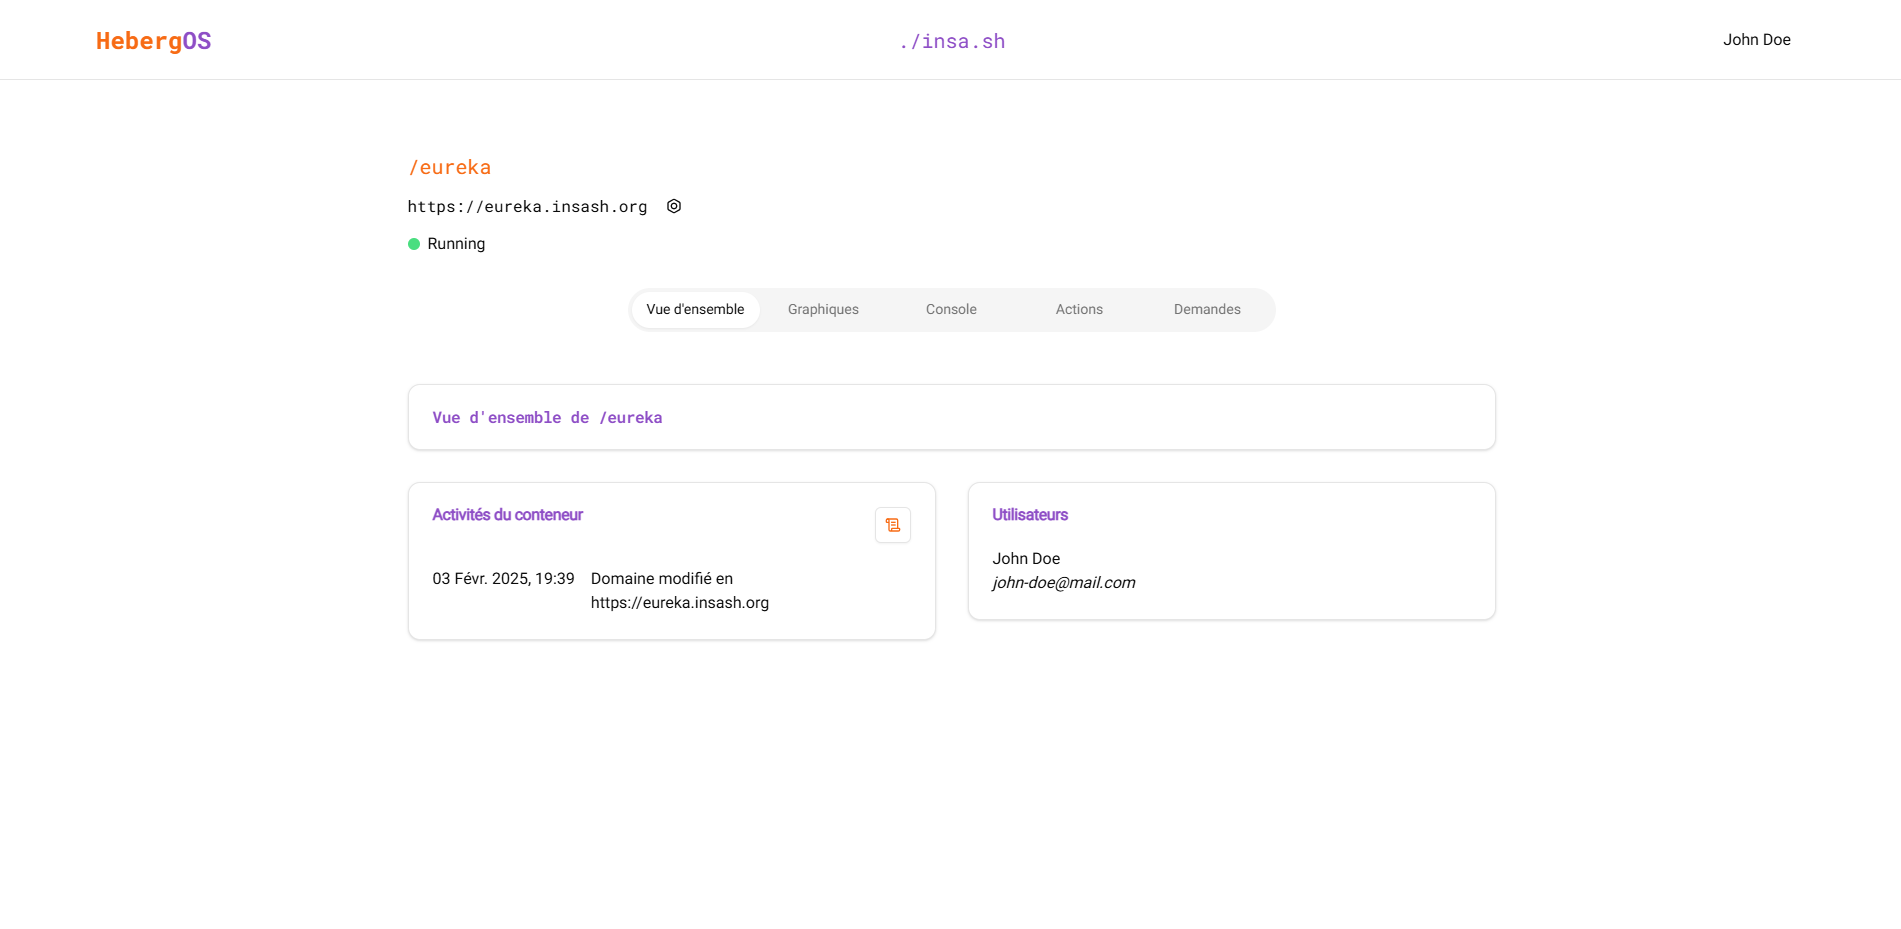 HebergOS
./insa.sh
John Doe
/eureka
https://eureka.insash.org
Running
Vue d'ensemble
Graphiques
Console
Actions
Demandes
Vue d'ensemble de /eureka
Activités du conteneur
03 Févr. 2025, 19:39 Domaine modifié en
https://eureka.insash.org
Utilisateurs
John Doe
john-doe@mail.com